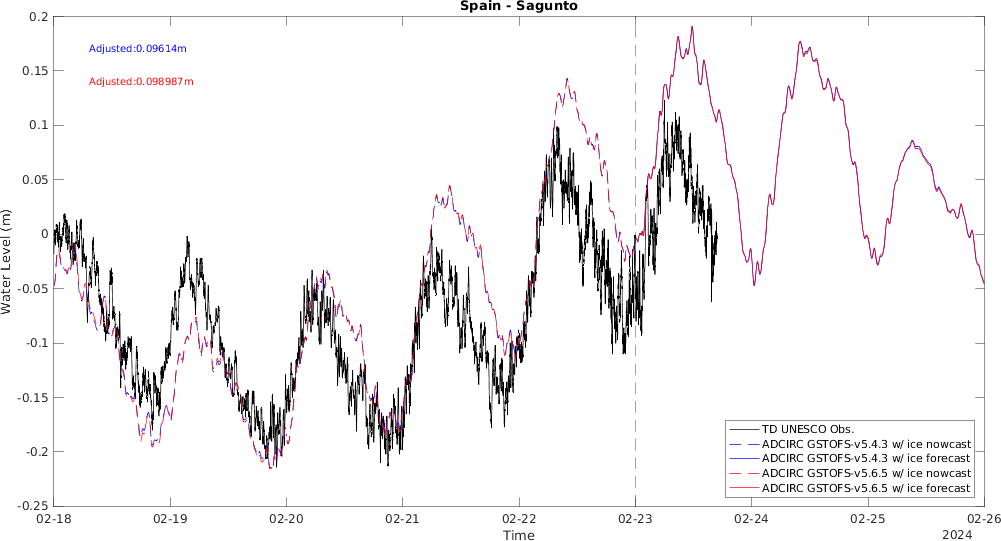 Spain - Sagunto
0.2
0.15
0.1
0.05
0
-0.05
-0.1
-0.15
-0.2
-0.25
Water Level (m)
Adjusted:0.09614m
Adjusted:0.098987m
TD UNESCO Obs.
ADCIRC GSTOFS-v5.4.3 w/ ice nowcast
ADCIRC GSTOFS-v5.4.3 w/ ice forecast
ADCIRC GSTOFS-v5.6.5 w/ ice nowcast
ADCIRC GSTOFS-v5.6.5 w/ ice forecast
02-18 02-19 02-20 02-21 02-22 02-23 02-24 02-25 02-26
Time
2024